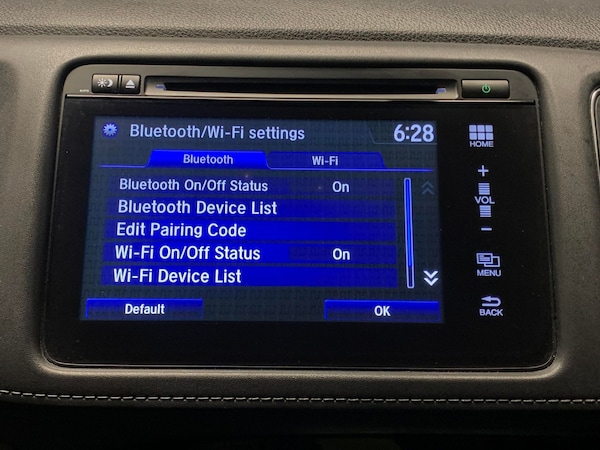 Bluetooth/Wi-Fi settings
6:28
Bluetooth
Wi-Fi
Bluetooth On/Off Status On
Bluetooth Device List
Edit Pairing Code
Wi-Fi On/Off Status On
Wi-Fi Device List
Default
OK
HOME
+
VOL
−
MENU
BACK